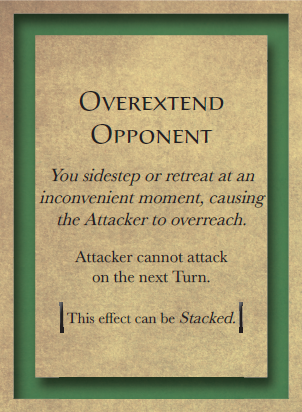 Overextend
Opponent
You sidestep or retreat at an
inconvenient moment, causing
the Attacker to overreach.
Attacker cannot attack
on the next Turn.
This effect can be Stacked.